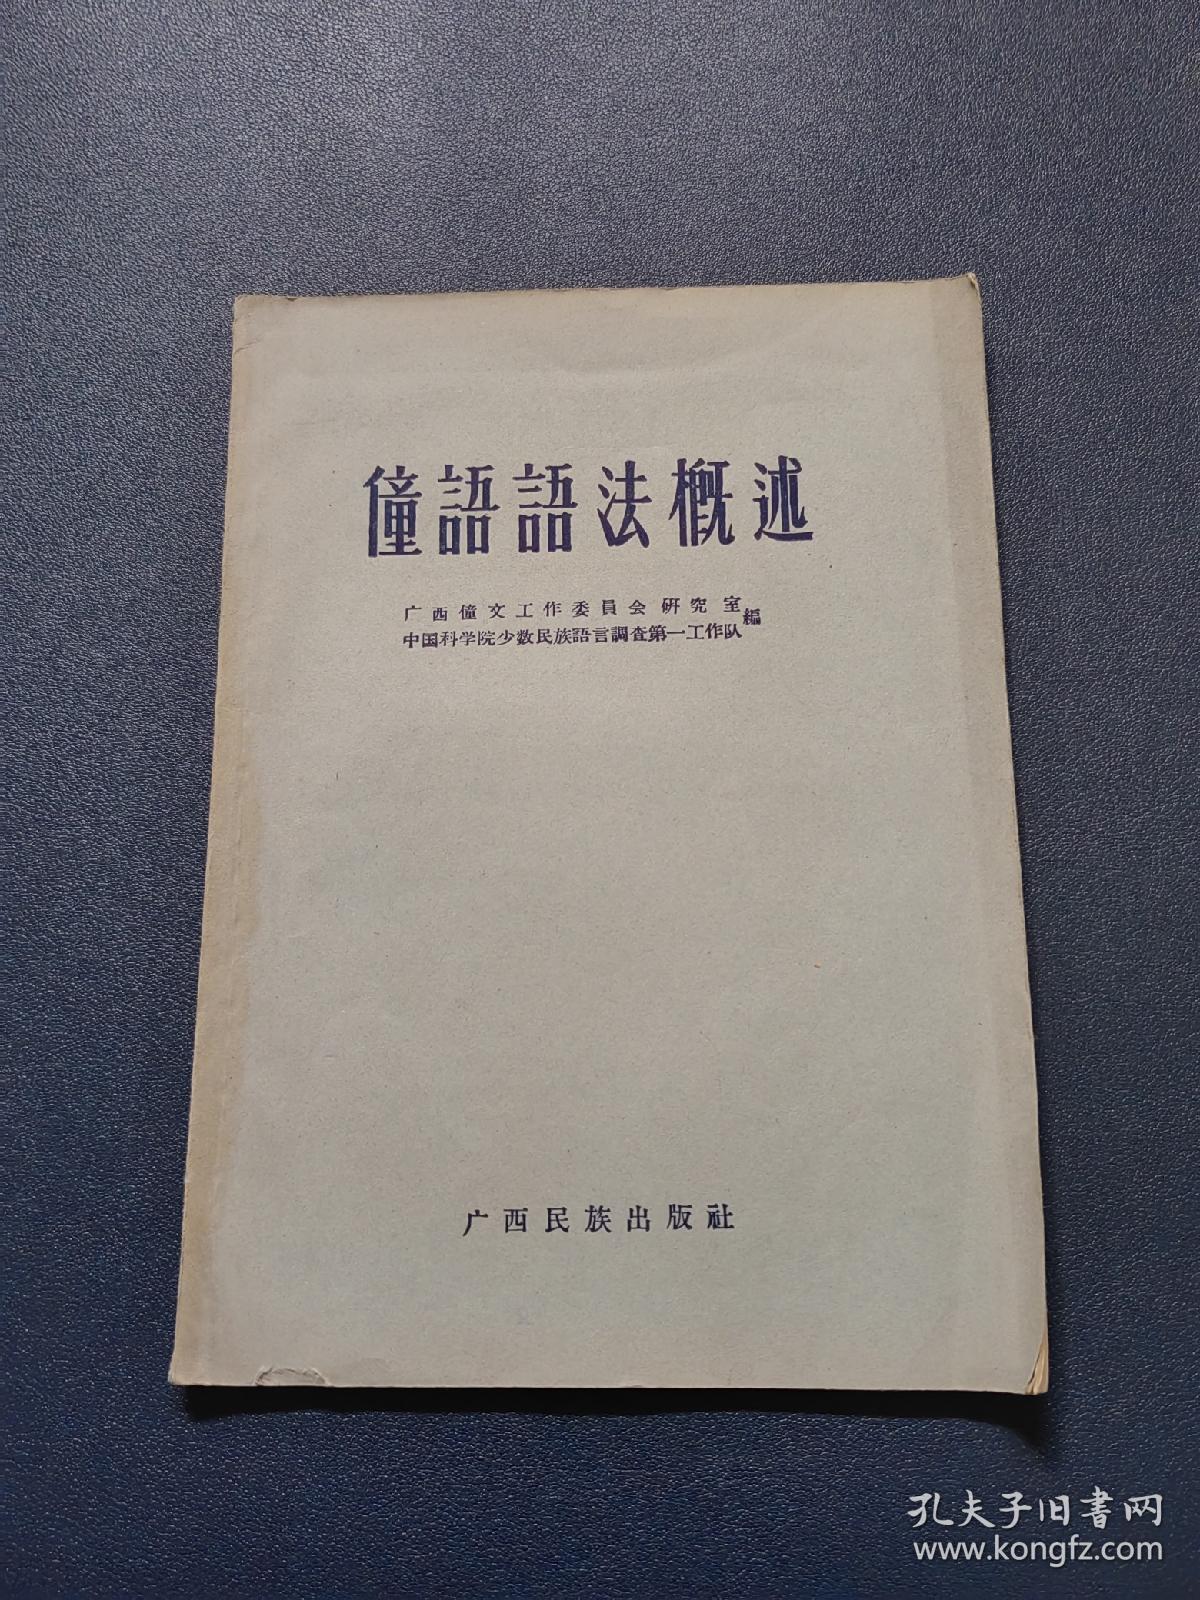 僮語語法概述
广西僮文工作委員会研究室
中国科学院少数民族語言調查第一工作队
編
广西民族出版社
孔夫子旧書网
www.kongfz.com